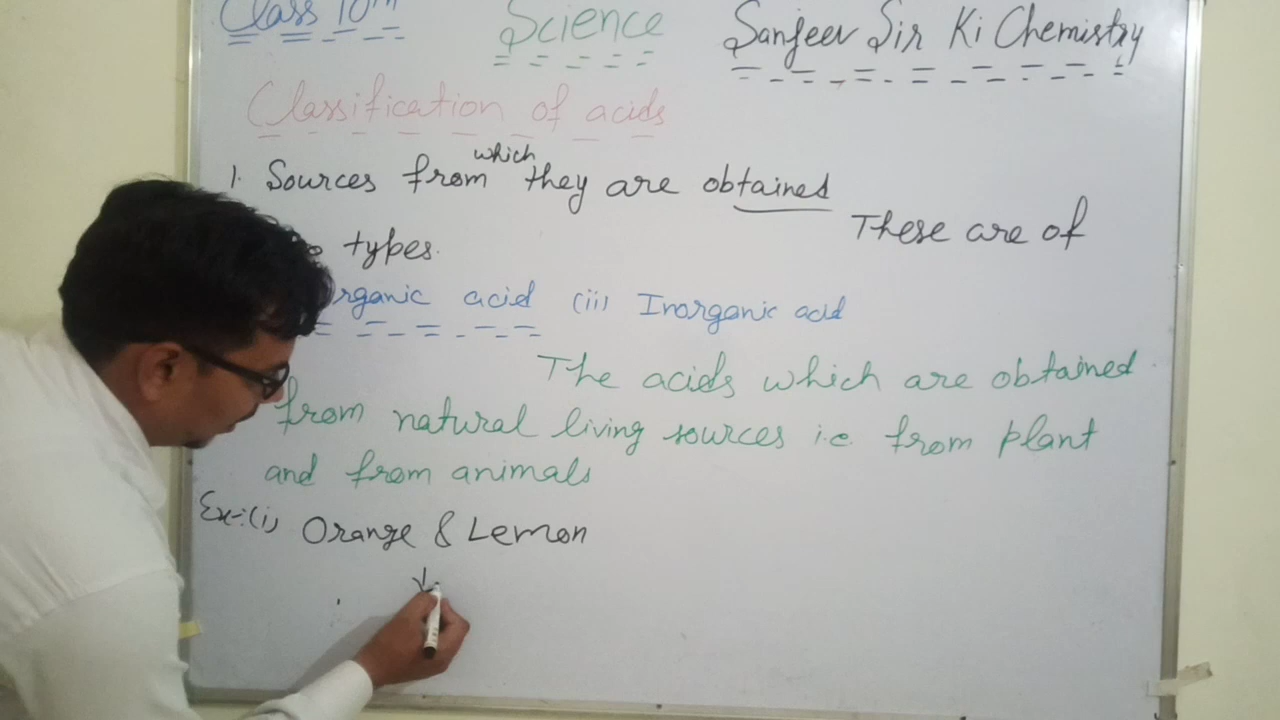 Class 10th Science Sanjeev Sir Ki Chemistry
Classification of acids
1. Sources from which they are obtained
These are of
types.
organic acid (ii) Inorganic acid
The acids which are obtained
from natural living sources i.e. from plant
and from animals
Ex-:(i) Orange & Lemon